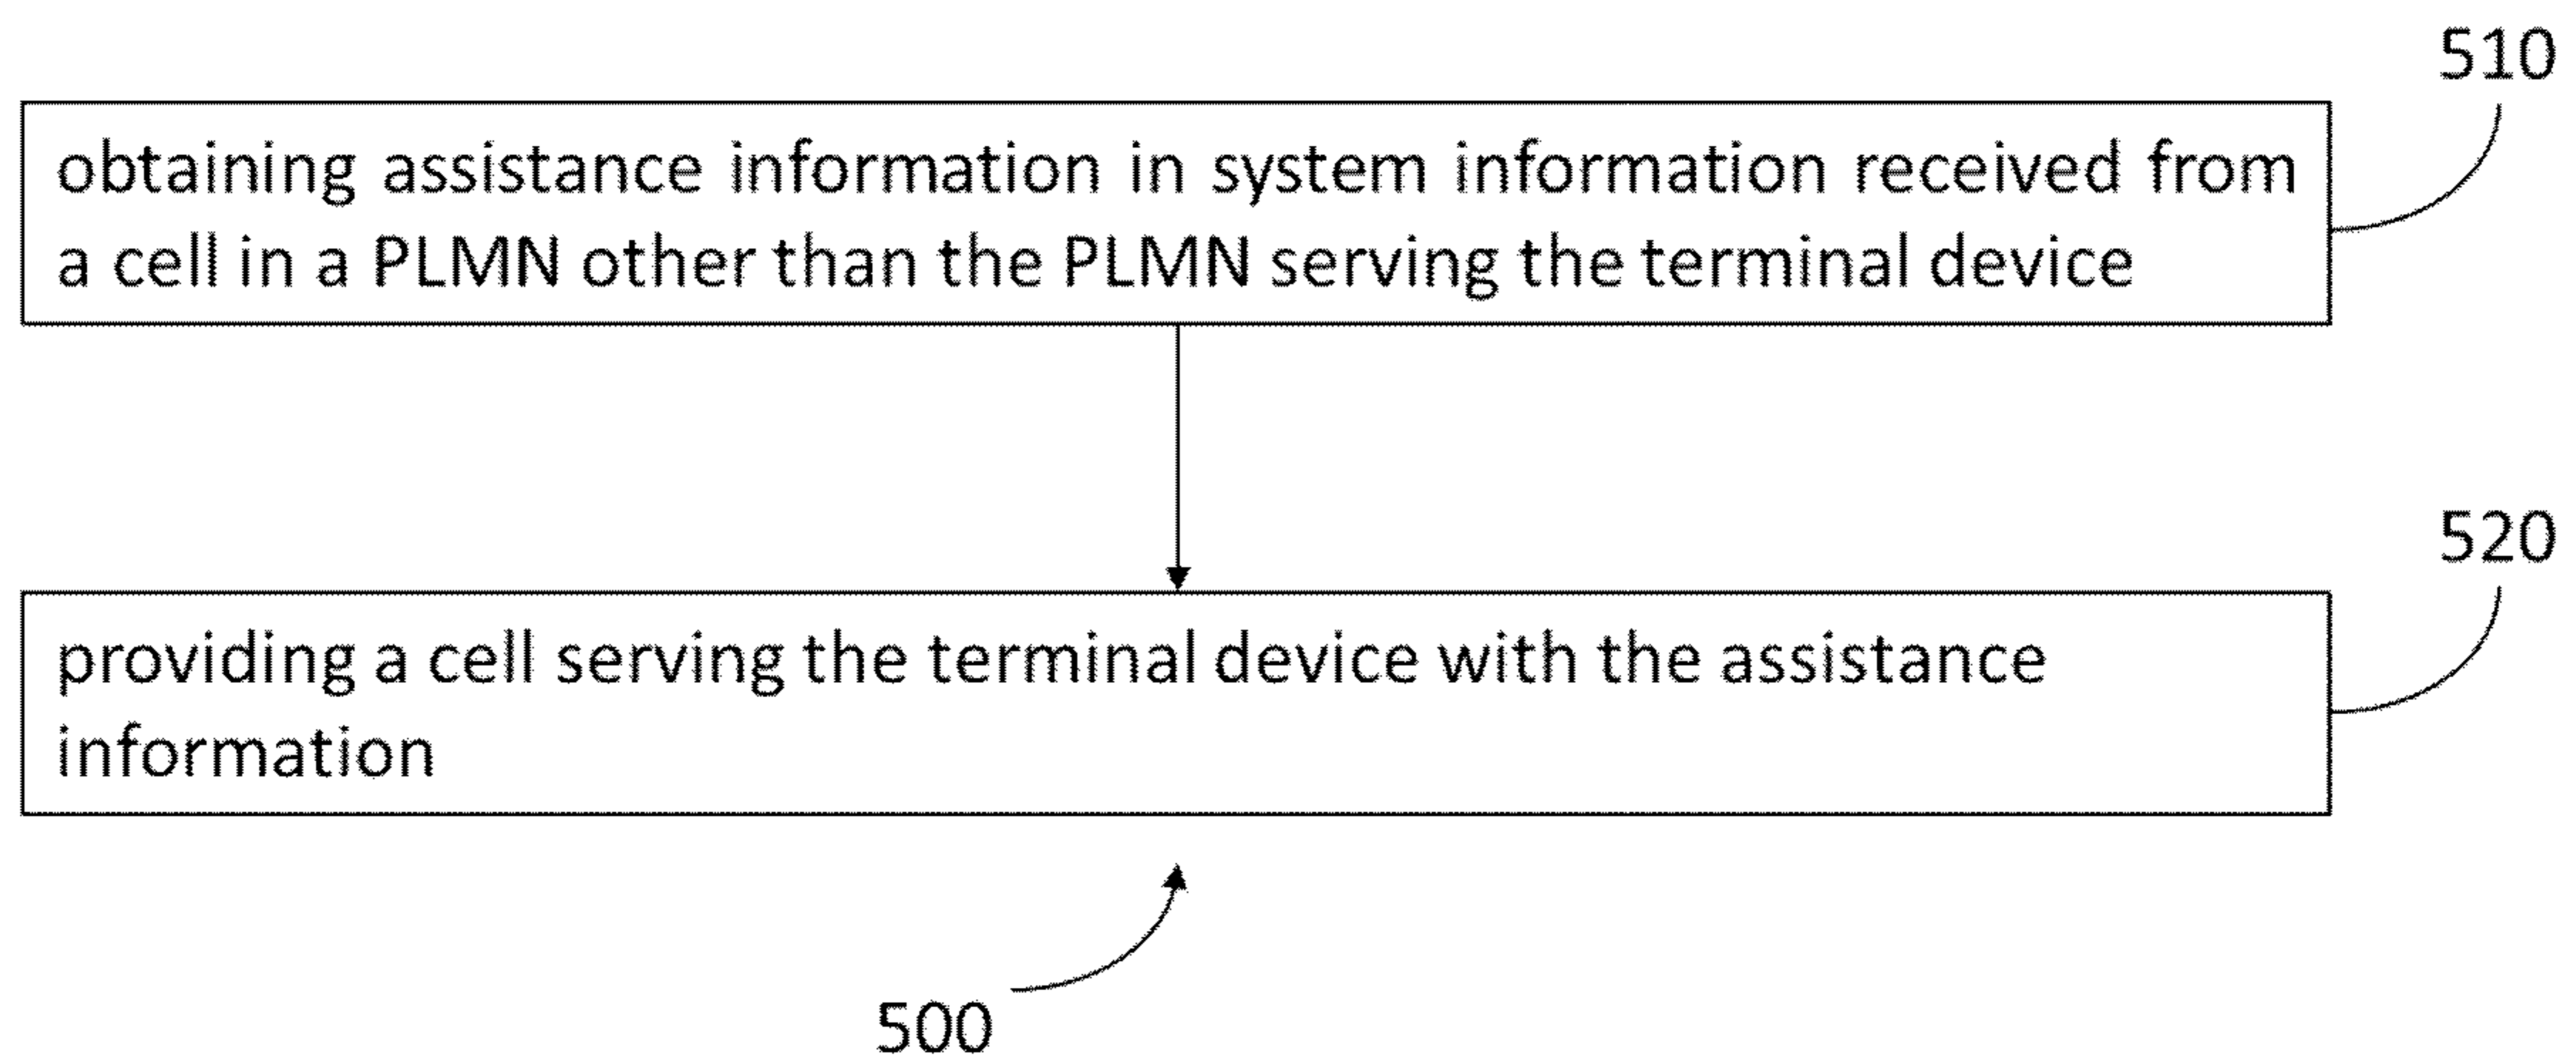 510
obtaining assistance information in system information received from
a cell in a PLMN other than the PLMN serving the terminal device
520
providing a cell serving the terminal device with the assistance
information
500